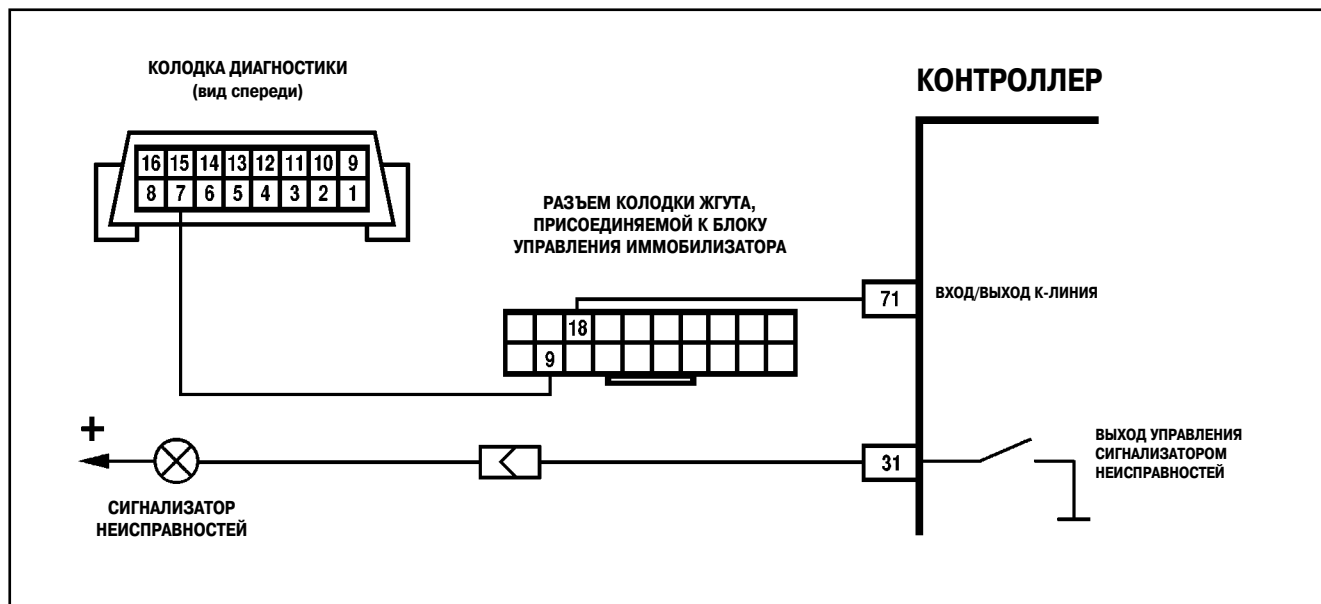 КОЛОДКА ДИАГНОСТИКИ
(вид спереди)
КОНТРОЛЛЕР
16 15 14 13 12 11 10 9
8 7 6 5 4 3 2 1
РАЗЪЕМ КОЛОДКИ ЖГУТА,
ПРИСОЕДИНЯЕМОЙ К БЛОКУ
УПРАВЛЕНИЯ ИММОБИЛИЗАТОРА
71
ВХОД/ВЫХОД К-ЛИНИЯ
18
9
+
31
ВЫХОД УПРАВЛЕНИЯ
СИГНАЛИЗАТОРОМ
НЕИСПРАВНОСТЕЙ
СИГНАЛИЗАТОР
НЕИСПРАВНОСТЕЙ